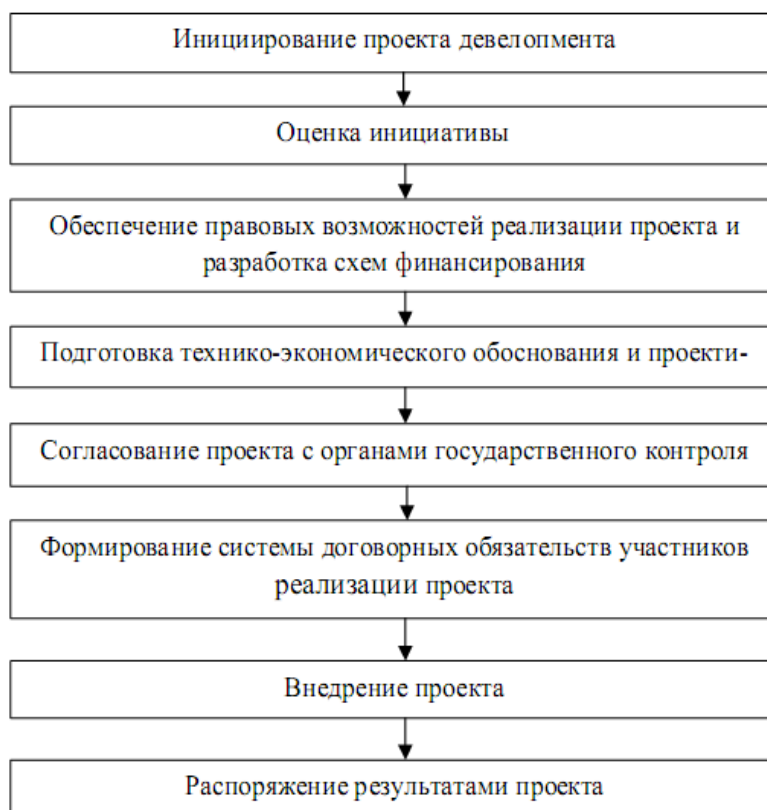 Инициирование проекта девелопмента
Оценка инициативы
Обеспечение правовых возможностей реализации проекта и
разработка схем финансирования
Подготовка технико-экономического обоснования и проекти-
Согласование проекта с органами государственного контроля
Формирование системы договорных обязательств участников
реализации проекта
Внедрение проекта
Распоряжение результатами проекта